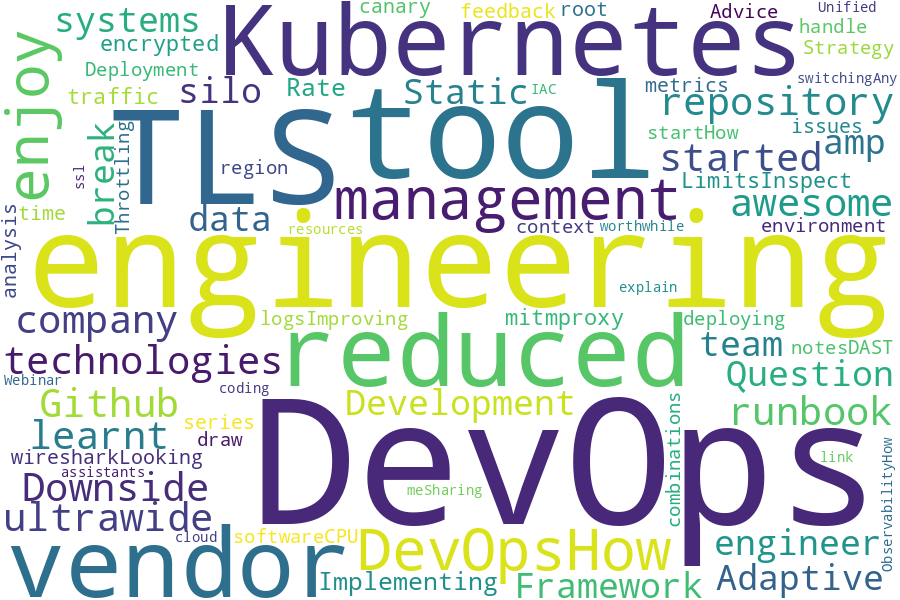 canary
feedback
root
Advice
Unified
systems
Kubernetes
handle
encrypted
Strategy
enjoy
Deployment
silo
Rate
Static
IAC
metrics
switchingAny
traffic
TLS
tool
repository
break
Throttling
startHow
issues
amp
ssl
region
started
management
LimitsInspect
time
data
awesome
analysis
resources
context
worthwhile
environment
engineering
explain
company
logsImproving
mitmproxy
deploying
reduced
technologies
team
notesDAST
Webinar
coding
Question
Github
Development
combinations
runbook
series
learnt
draw
DevOps
wiresharkLooking
link
assistants
Downside
meSharing
ObservabilityHow
ultrawide
cloud
softwareCPU
vendor
DevOpsHow
engineer
Implementing
Framework
Adaptive